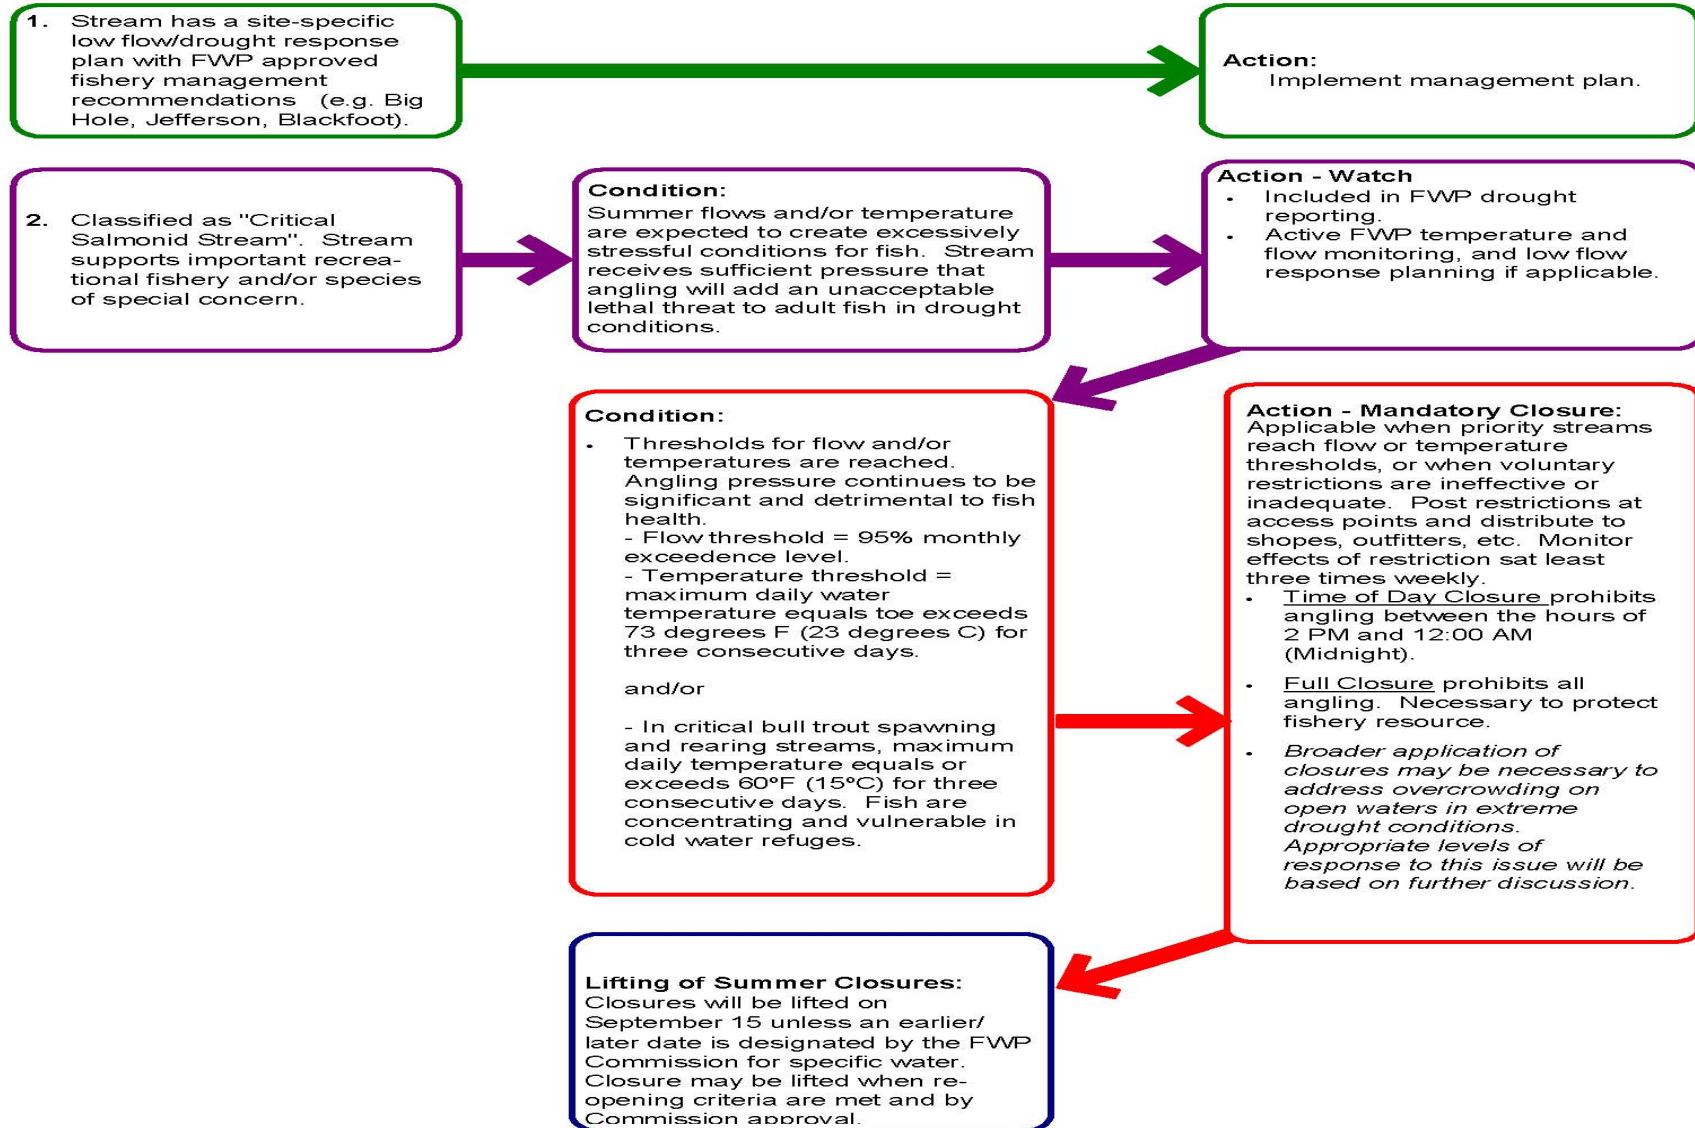 1. Stream has a site-specific
low flow/drought response
plan with FWP approved
fishery management
recommendations (e.g. Big
Hole, Jefferson, Blackfoot).
Action:
Implement management plan.
2. Classified as "Critical
Salmonid Stream". Stream
supports important recrea-
tional fishery and/or species
of special concern.
Condition:
Summer flows and/or temperature
are expected to create excessively
stressful conditions for fish. Stream
receives sufficient pressure that
angling will add an unacceptable
lethal threat to adult fish in drought
conditions.
Action - Watch
• Included in FWP drought
reporting.
• Active FWP temperature and
flow monitoring, and low flow
response planning if applicable.
Condition:
• Thresholds for flow and/or
temperatures are reached.
Angling pressure continues to be
significant and detrimental to fish
health.
- Flow threshold = 95% monthly
exceedence level.
- Temperature threshold =
maximum daily water
temperature equals toe exceeds
73 degrees F (23 degrees C) for
three consecutive days.
and/or
- In critical bull trout spawning
and rearing streams, maximum
daily temperature equals or
exceeds 60ºF (15ºC) for three
consecutive days. Fish are
concentrating and vulnerable in
cold water refuges.
Action - Mandatory Closure:
Applicable when priority streams
reach flow or temperature
thresholds, or when voluntary
restrictions are ineffective or
inadequate. Post restrictions at
access points and distribute to
shops, outfitters, etc. Monitor
effects of restriction sat least
three times weekly.
• Time of Day Closure prohibits
angling between the hours of
2 PM and 12:00 AM
(Midnight).
• Full Closure prohibits all
angling. Necessary to protect
fishery resource.
• Broader application of
closures may be necessary to
address overcrowding on
open waters in extreme
drought conditions.
Appropriate levels of
response to this issue will be
based on further discussion.
Lifting of Summer Closures:
Closures will be lifted on
September 15 unless an earlier/
later date is designated by the FWP
Commission for specific water.
Closure may be lifted when re-
opening criteria are met and by
Commission approval.